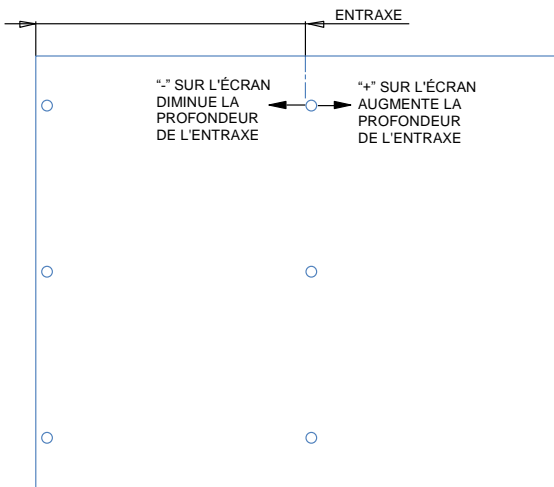 ENTRAXE
"-" SUR L'ÉCRAN
DIMINUE LA
PROFONDEUR
DE L'ENTRAXE
"+" SUR L'ÉCRAN
AUGMENTE LA
PROFONDEUR
DE L'ENTRAXE